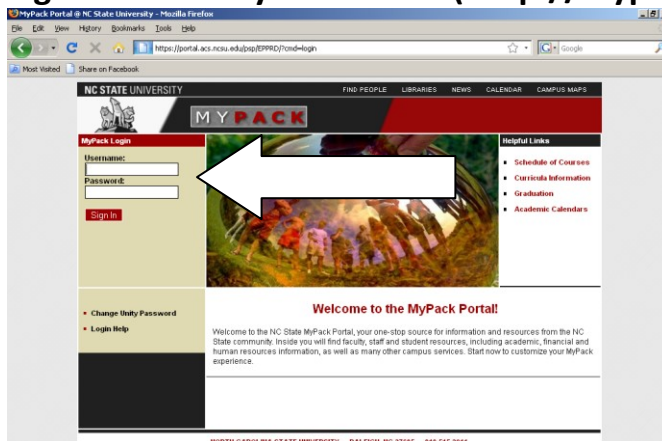 MyPack Portal @ NC State University - Mozilla Firefox
File Edit View History Bookmarks Tools Help
https://portal.acs.ncsu.edu/psp/EPPRD/?cmd=login
Google
Most Visited Share on Facebook
NC STATE UNIVERSITY
FIND PEOPLE LIBRARIES NEWS CALENDAR CAMPUS MAPS
MYPACK
MyPack Login
Username:
Password:
Sign In
Helpful Links
Schedule of Courses
Curricula Information
Graduation
Academic Calendars
Change Unity Password
Login Help
Welcome to the MyPack Portal!
Welcome to the NC State MyPack Portal, your one-stop source for information and resources from the NC
State community. Inside you will find faculty, staff and student resources, including academic, financial and
human resources information, as well as many other campus services. Start now to customize your MyPack
experience.